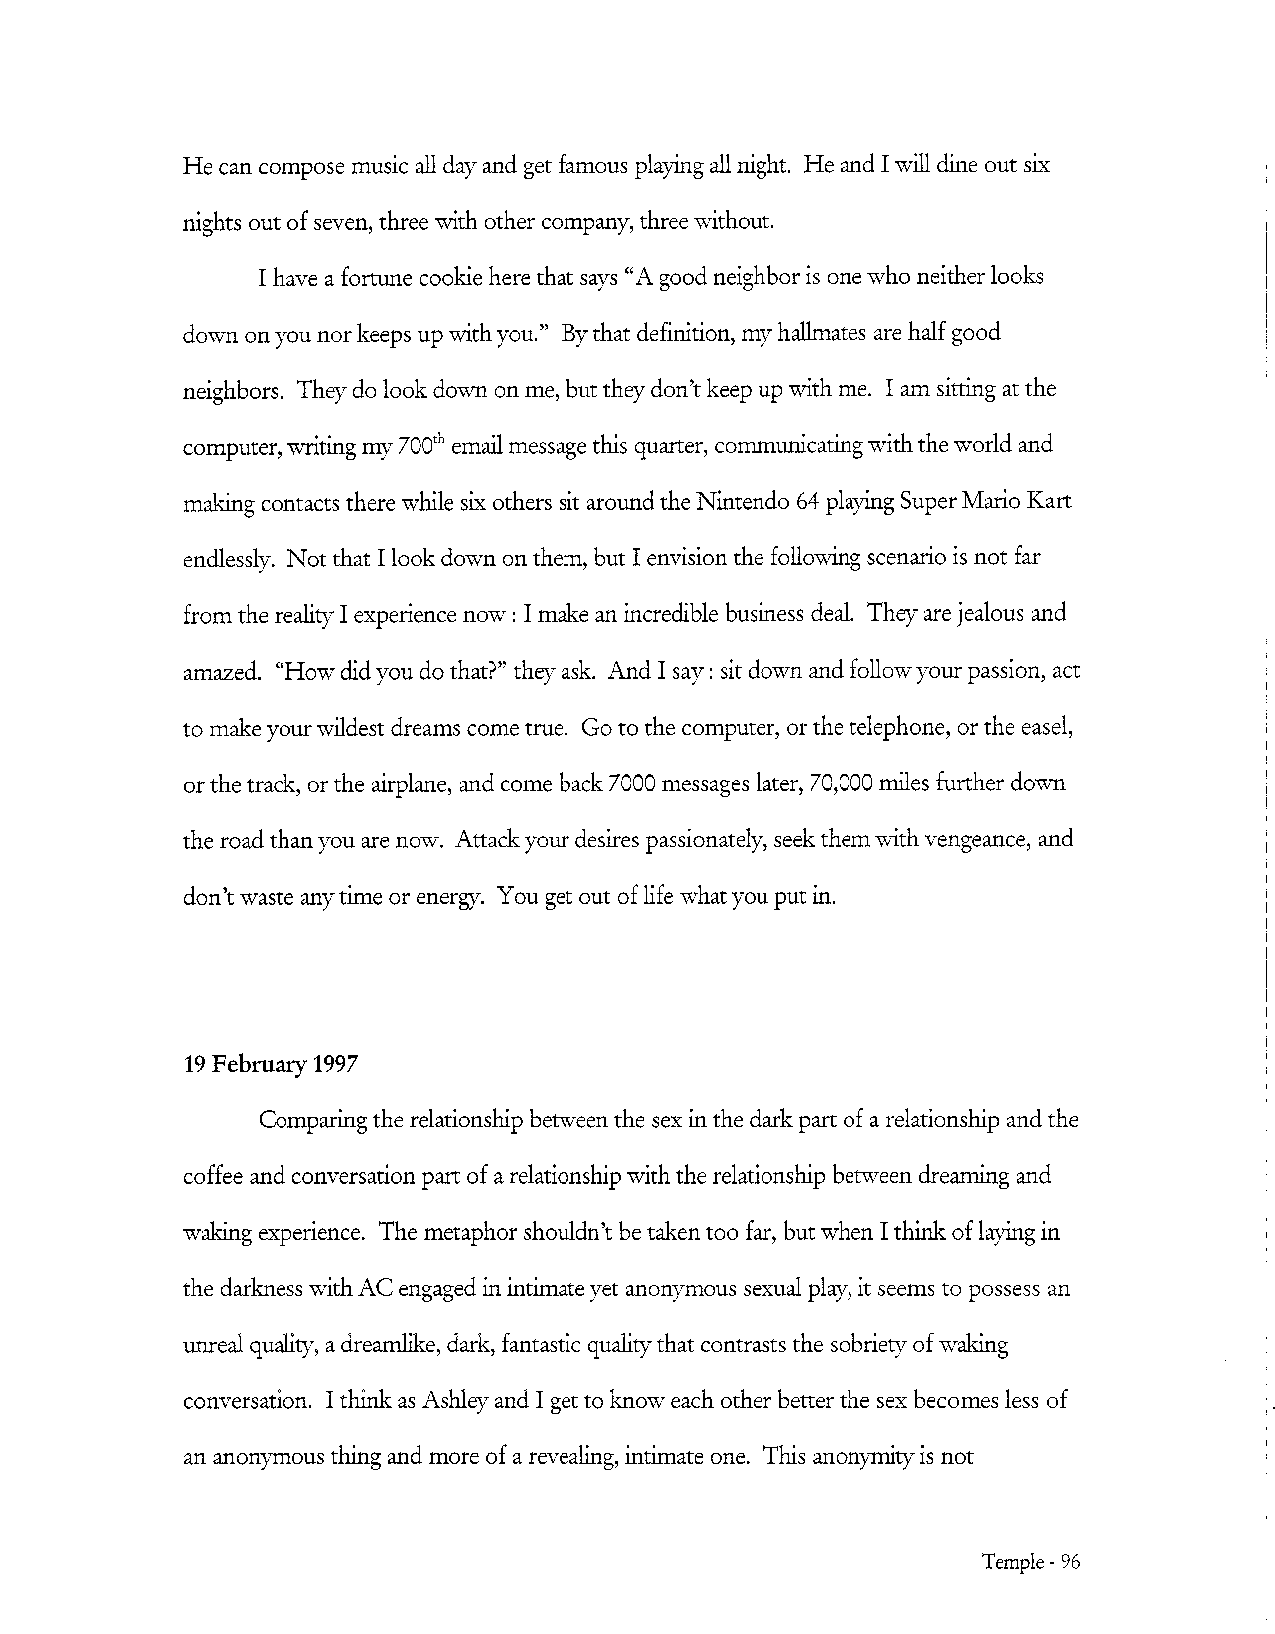 He can compose music all day and get famous playing all night. He and I will dine out six
nights out of seven, three with other company, three without.
I have a fortune cookie here that says “A good neighbor is one who neither looks
down on you nor keeps up with you.” By that definition, my hallmates are half good
neighbors. They do look down on me, but they don't keep up with me. I am sitting at the
computer, writing my 700th email message this quarter, communicating with the world and
making contacts there while six others sit around the Nintendo 64 playing Super Mario Kart
endlessly. Not that I look down on them, but I envision the following scenario is not far
from the reality I experience now : I make an incredible business deal. They are jealous and
amazed. “How did you do that?” they ask. And I say : sit down and follow your passion, act
to make your wildest dreams come true. Go to the computer, or the telephone, or the easel,
or the track, or the airplane, and come back 7000 messages later, 70,000 miles further down
the road than you are now. Attack your desires passionately, seek them with vengeance, and
don't waste any time or energy. You get out of life what you put in.
19 February 1997
Comparing the relationship between the sex in the dark part of a relationship and the
coffee and conversation part of a relationship with the relationship between dreaming and
waking experience. The metaphor shouldn't be taken too far, but when I think of laying in
the darkness with AC engaged in intimate yet anonymous sexual play, it seems to possess an
unreal quality, a dreamlike, dark, fantastic quality that contrasts the sobriety of waking
conversation. I think as Ashley and I get to know each other better the sex becomes less of
an anonymous thing and more of a revealing, intimate one. This anonymity is not
Temple - 96